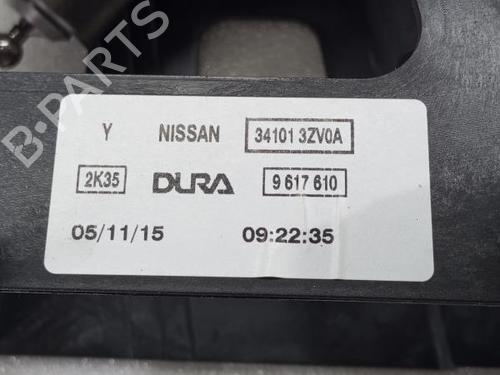 B-PARTS
Y NISSAN 34101 3ZV0A
2K35 DURA 9 617 610
05/11/15 09:22:35